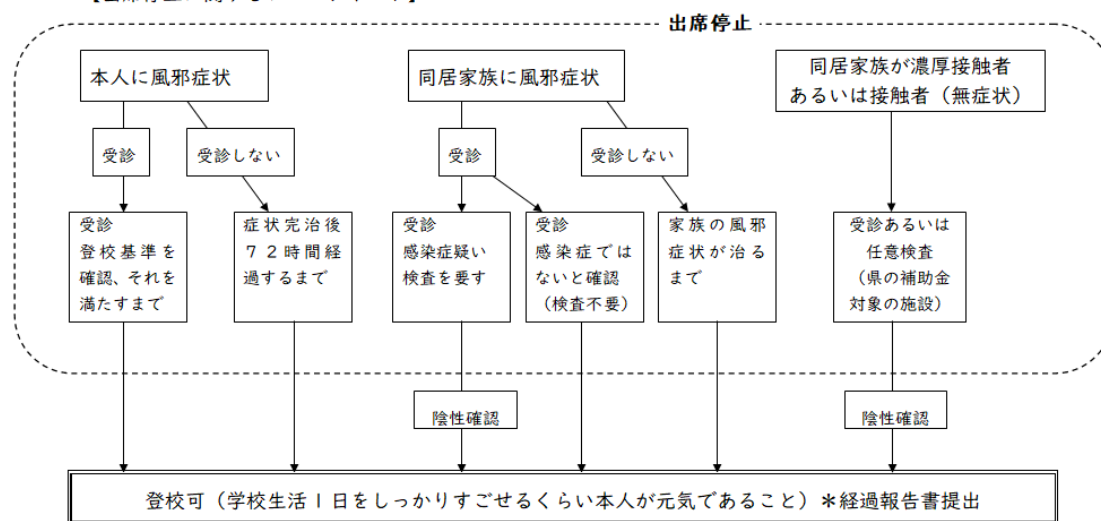 出席停止
本人に風邪症状
同居家族に風邪症状
同居家族が濃厚接触者
あるいは接触者（無症状）
受診
受診しない
受診
受診しない
受診
登校基準を
確認、それを
満たすまで
症状完治後
７２時間経
過するまで
受診
感染症疑い
検査を要す
受診
感染症では
ないと確認
（検査不要）
家族の風邪
症状が治る
まで
受診あるいは
任意検査
（県の補助金
対象の施設）
陰性確認
陰性確認
登校可（学校生活１日をしっかりすごせるくらい本人が元気であること）＊経過報告書提出